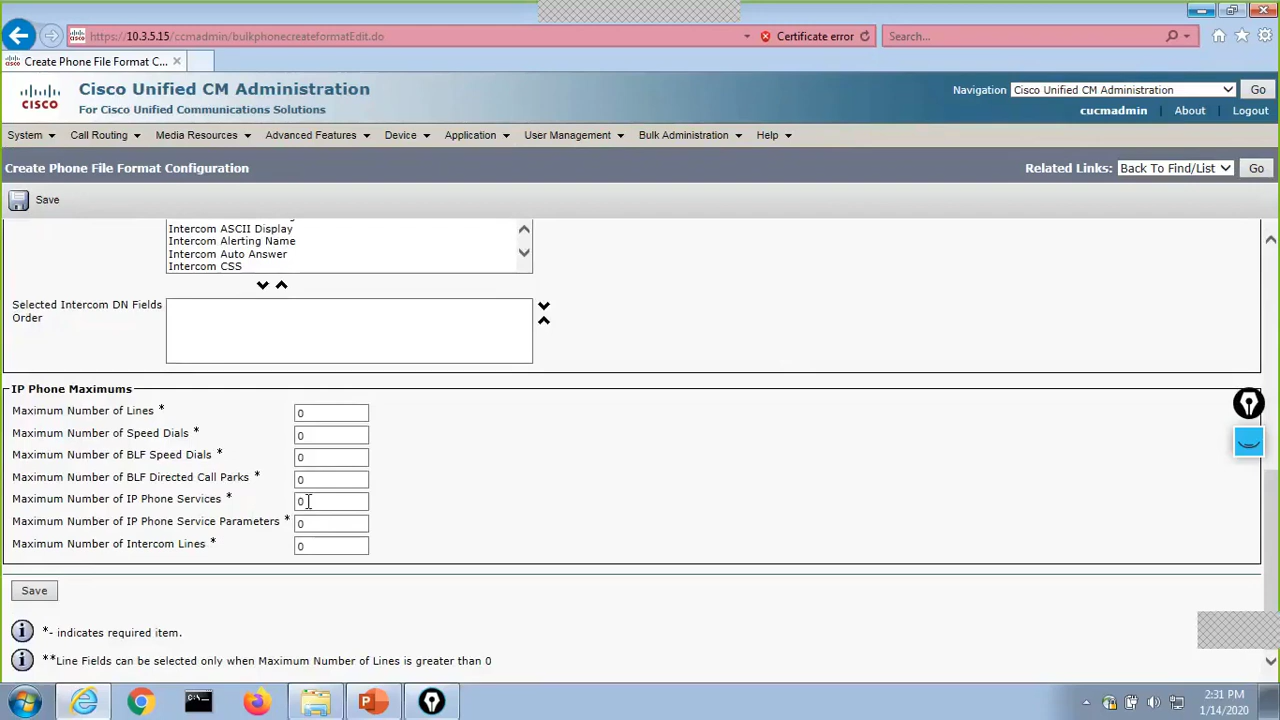 https://10.3.5.15/ccmadmin/bulkphonecreateformatEdit.do
Certificate error
Search...
Create Phone File Format C...
CISCO
Cisco Unified CM Administration
For Cisco Unified Communications Solutions
Navigation Cisco Unified CM Administration Go
cucmadmin About Logout
System Call Routing Media Resources Advanced Features Device Application User Management Bulk Administration Help
Create Phone File Format Configuration
Related Links: Back To Find/List Go
Save
Intercom ASCII Display
Intercom Alerting Name
Intercom Auto Answer
Intercom CSS
Selected Intercom DN Fields
Order
IP Phone Maximums
Maximum Number of Lines * 0
Maximum Number of Speed Dials * 0
Maximum Number of BLF Speed Dials * 0
Maximum Number of BLF Directed Call Parks * 0
Maximum Number of IP Phone Services * 0
Maximum Number of IP Phone Service Parameters * 0
Maximum Number of Intercom Lines * 0
Save
*- indicates required item.
**Line Fields can be selected only when Maximum Number of Lines is greater than 0
2:31 PM
1/14/2020